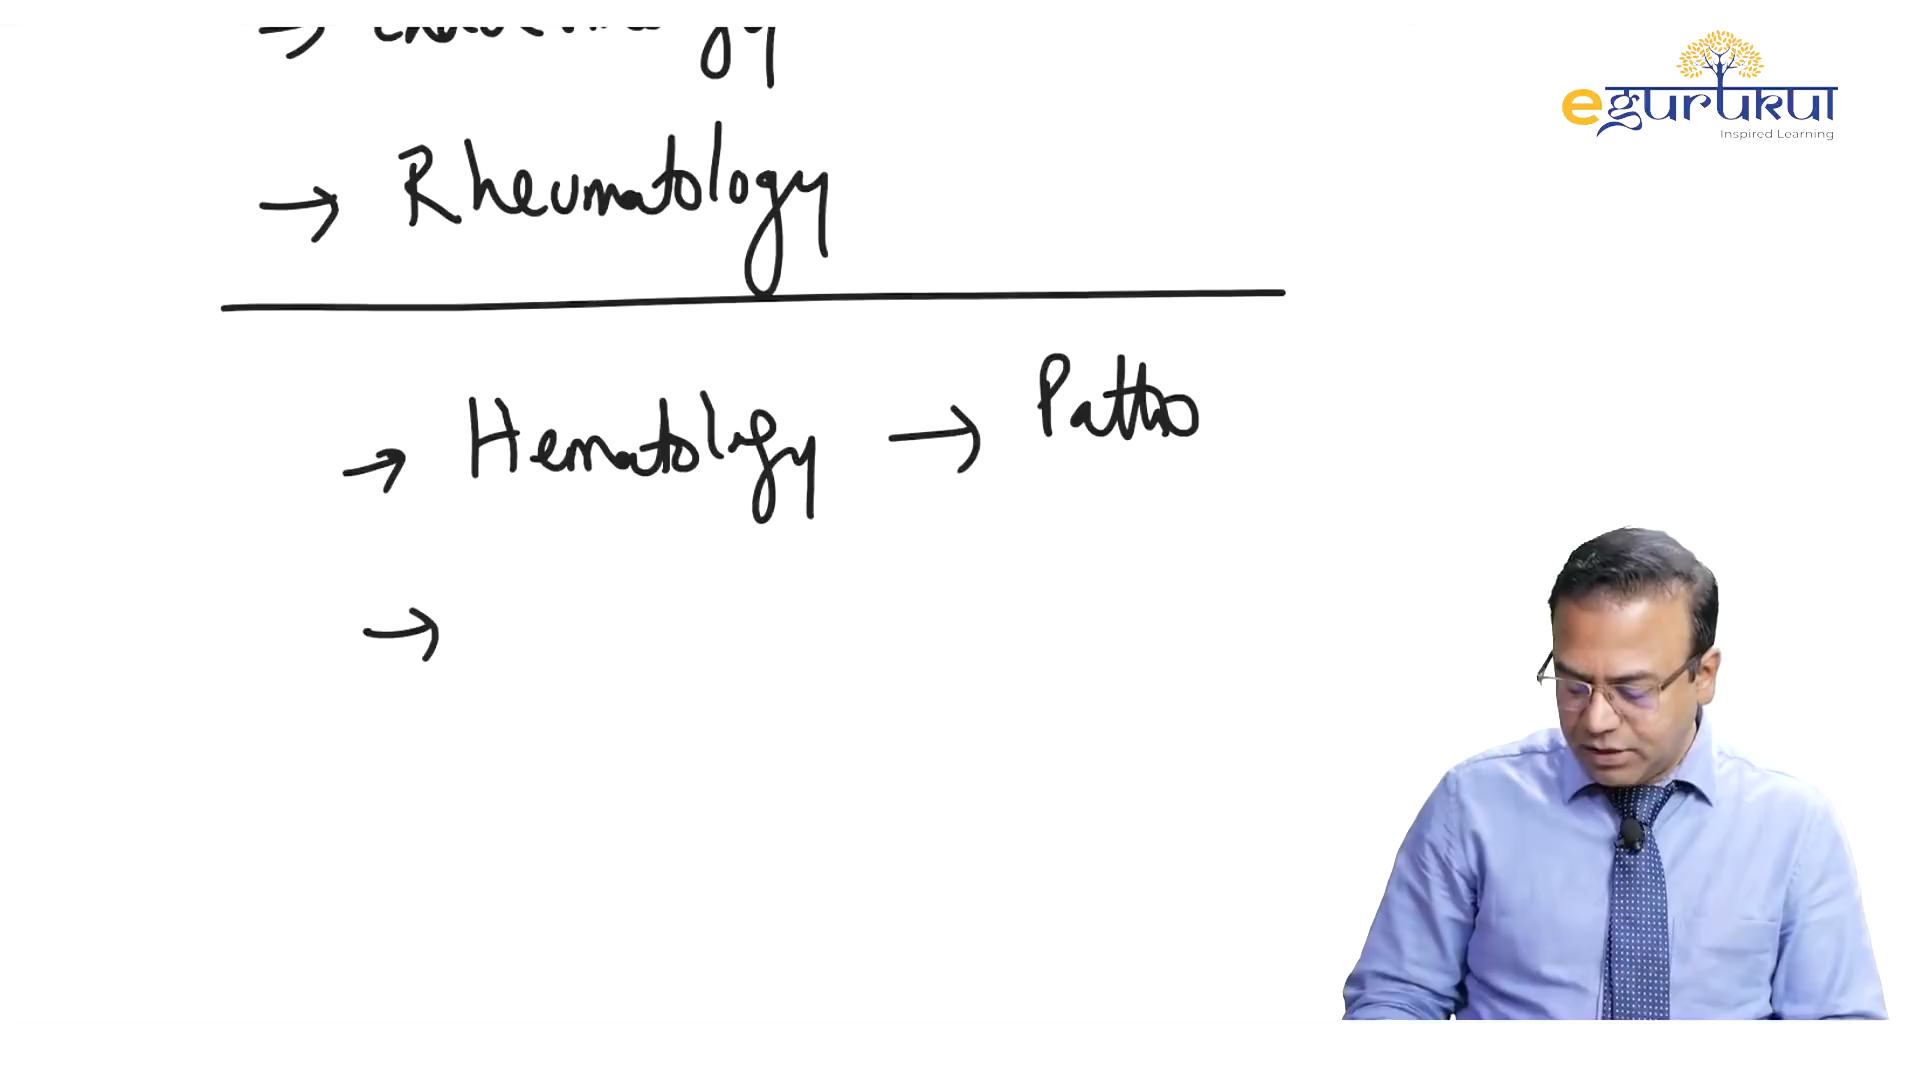 → Rheumatology
→ Hematology → Patho
→
egurukul
Inspired Learning